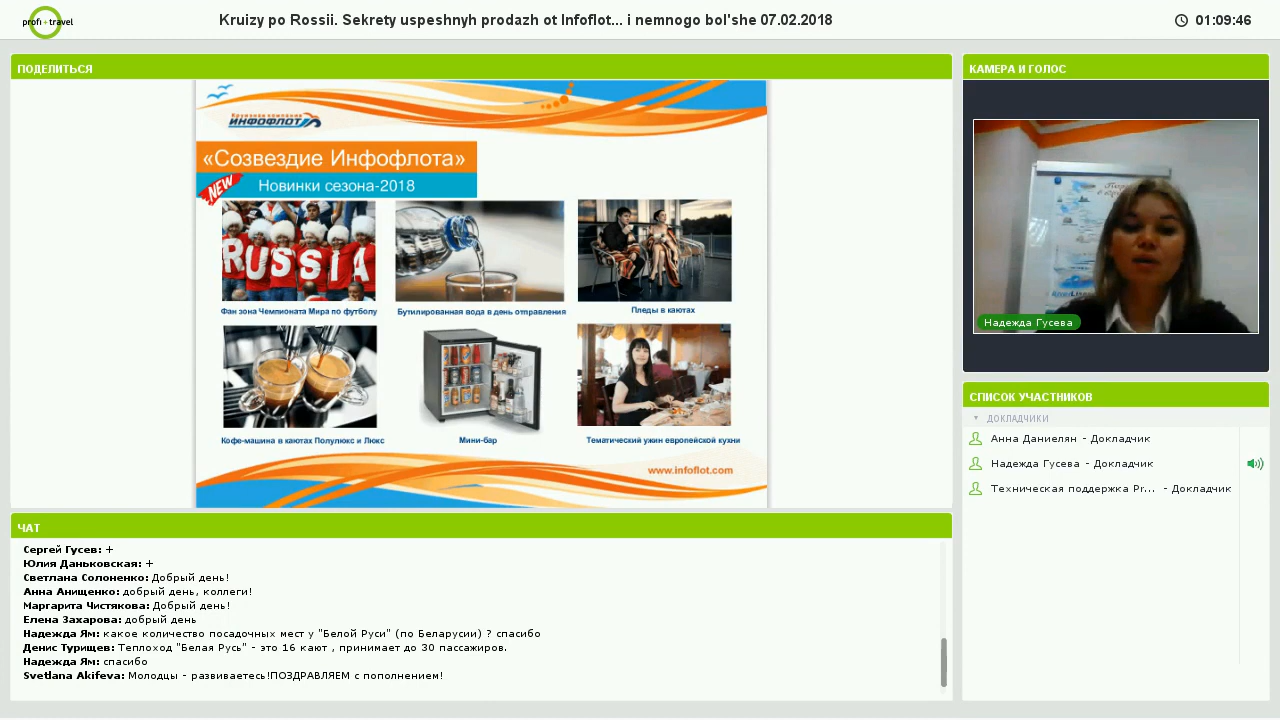 profi+travel
Kruizy po Rossii. Sekrety uspeshnyh prodazh ot Infoflot... i nemnogo bol'she 07.02.2018
01:09:46
ПОДЕЛИТЬСЯ
Круизная компания
ИНФОФЛОТ
«Созвездие Инфофлота»
NEW
Новинки сезона-2018
RUSSIA
Фан зона Чемпионата Мира по футболу
Бутилированная вода в день отправления
Пледы в каютах
Кофе-машина в каютах Полулюкс и Люкс
Мини-бар
Тематический ужин европейской кухни
www.infoflot.com
КАМЕРА И ГОЛОС
Надежда Гусева
СПИСОК УЧАСТНИКОВ
ДОКЛАДЧИКИ
Анна Даниелян - Докладчик
Надежда Гусева - Докладчик
Техническая поддержка Pr... - Докладчик
ЧАТ
Сергей Гусев: +
Юлия Даньковская: +
Светлана Солоненко: Добрый день!
Анна Анищенко: добрый день, коллеги!
Маргарита Чистякова: Добрый день!
Елена Захарова: добрый день
Надежда Ям: какое количество посадочных мест у "Белой Руси" (по Беларусии) ? спасибо
Денис Турищев: Теплоход "Белая Русь" - это 16 кают , принимает до 30 пассажиров.
Надежда Ям: спасибо
Svetlana Akifeva: Молодцы - развиваетесь!ПОЗДРАВЛЯЕМ с пополнением!